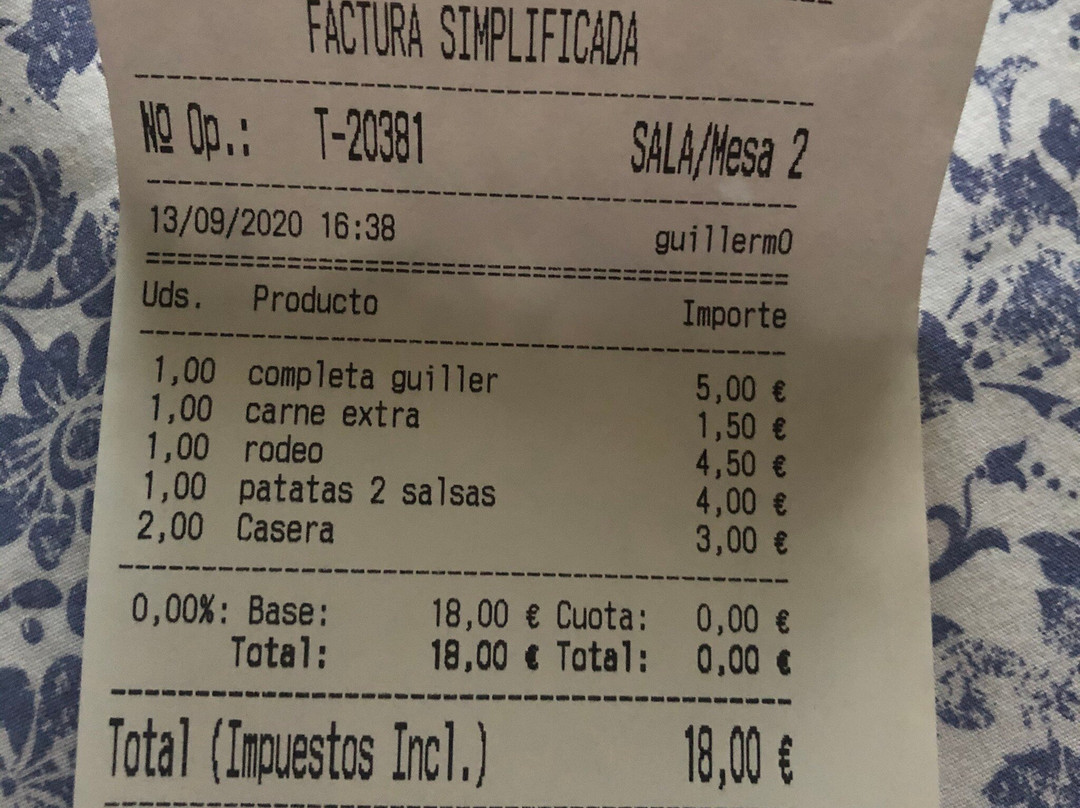 FACTURA SIMPLIFICADA
Nº Op.: T-20381 SALA/Mesa 2
13/09/2020 16:38 guillerm0
Uds. Producto Importe
1,00 completa guiller 5,00 €
1,00 carne extra 1,50 €
1,00 rodeo 4,50 €
1,00 patatas 2 salsas 4,00 €
2,00 Casera 3,00 €
0,00%: Base: 18,00 € Cuota: 0,00 €
Total: 18,00 € Total: 0,00 €
Total (Impuestos Incl.) 18,00 €